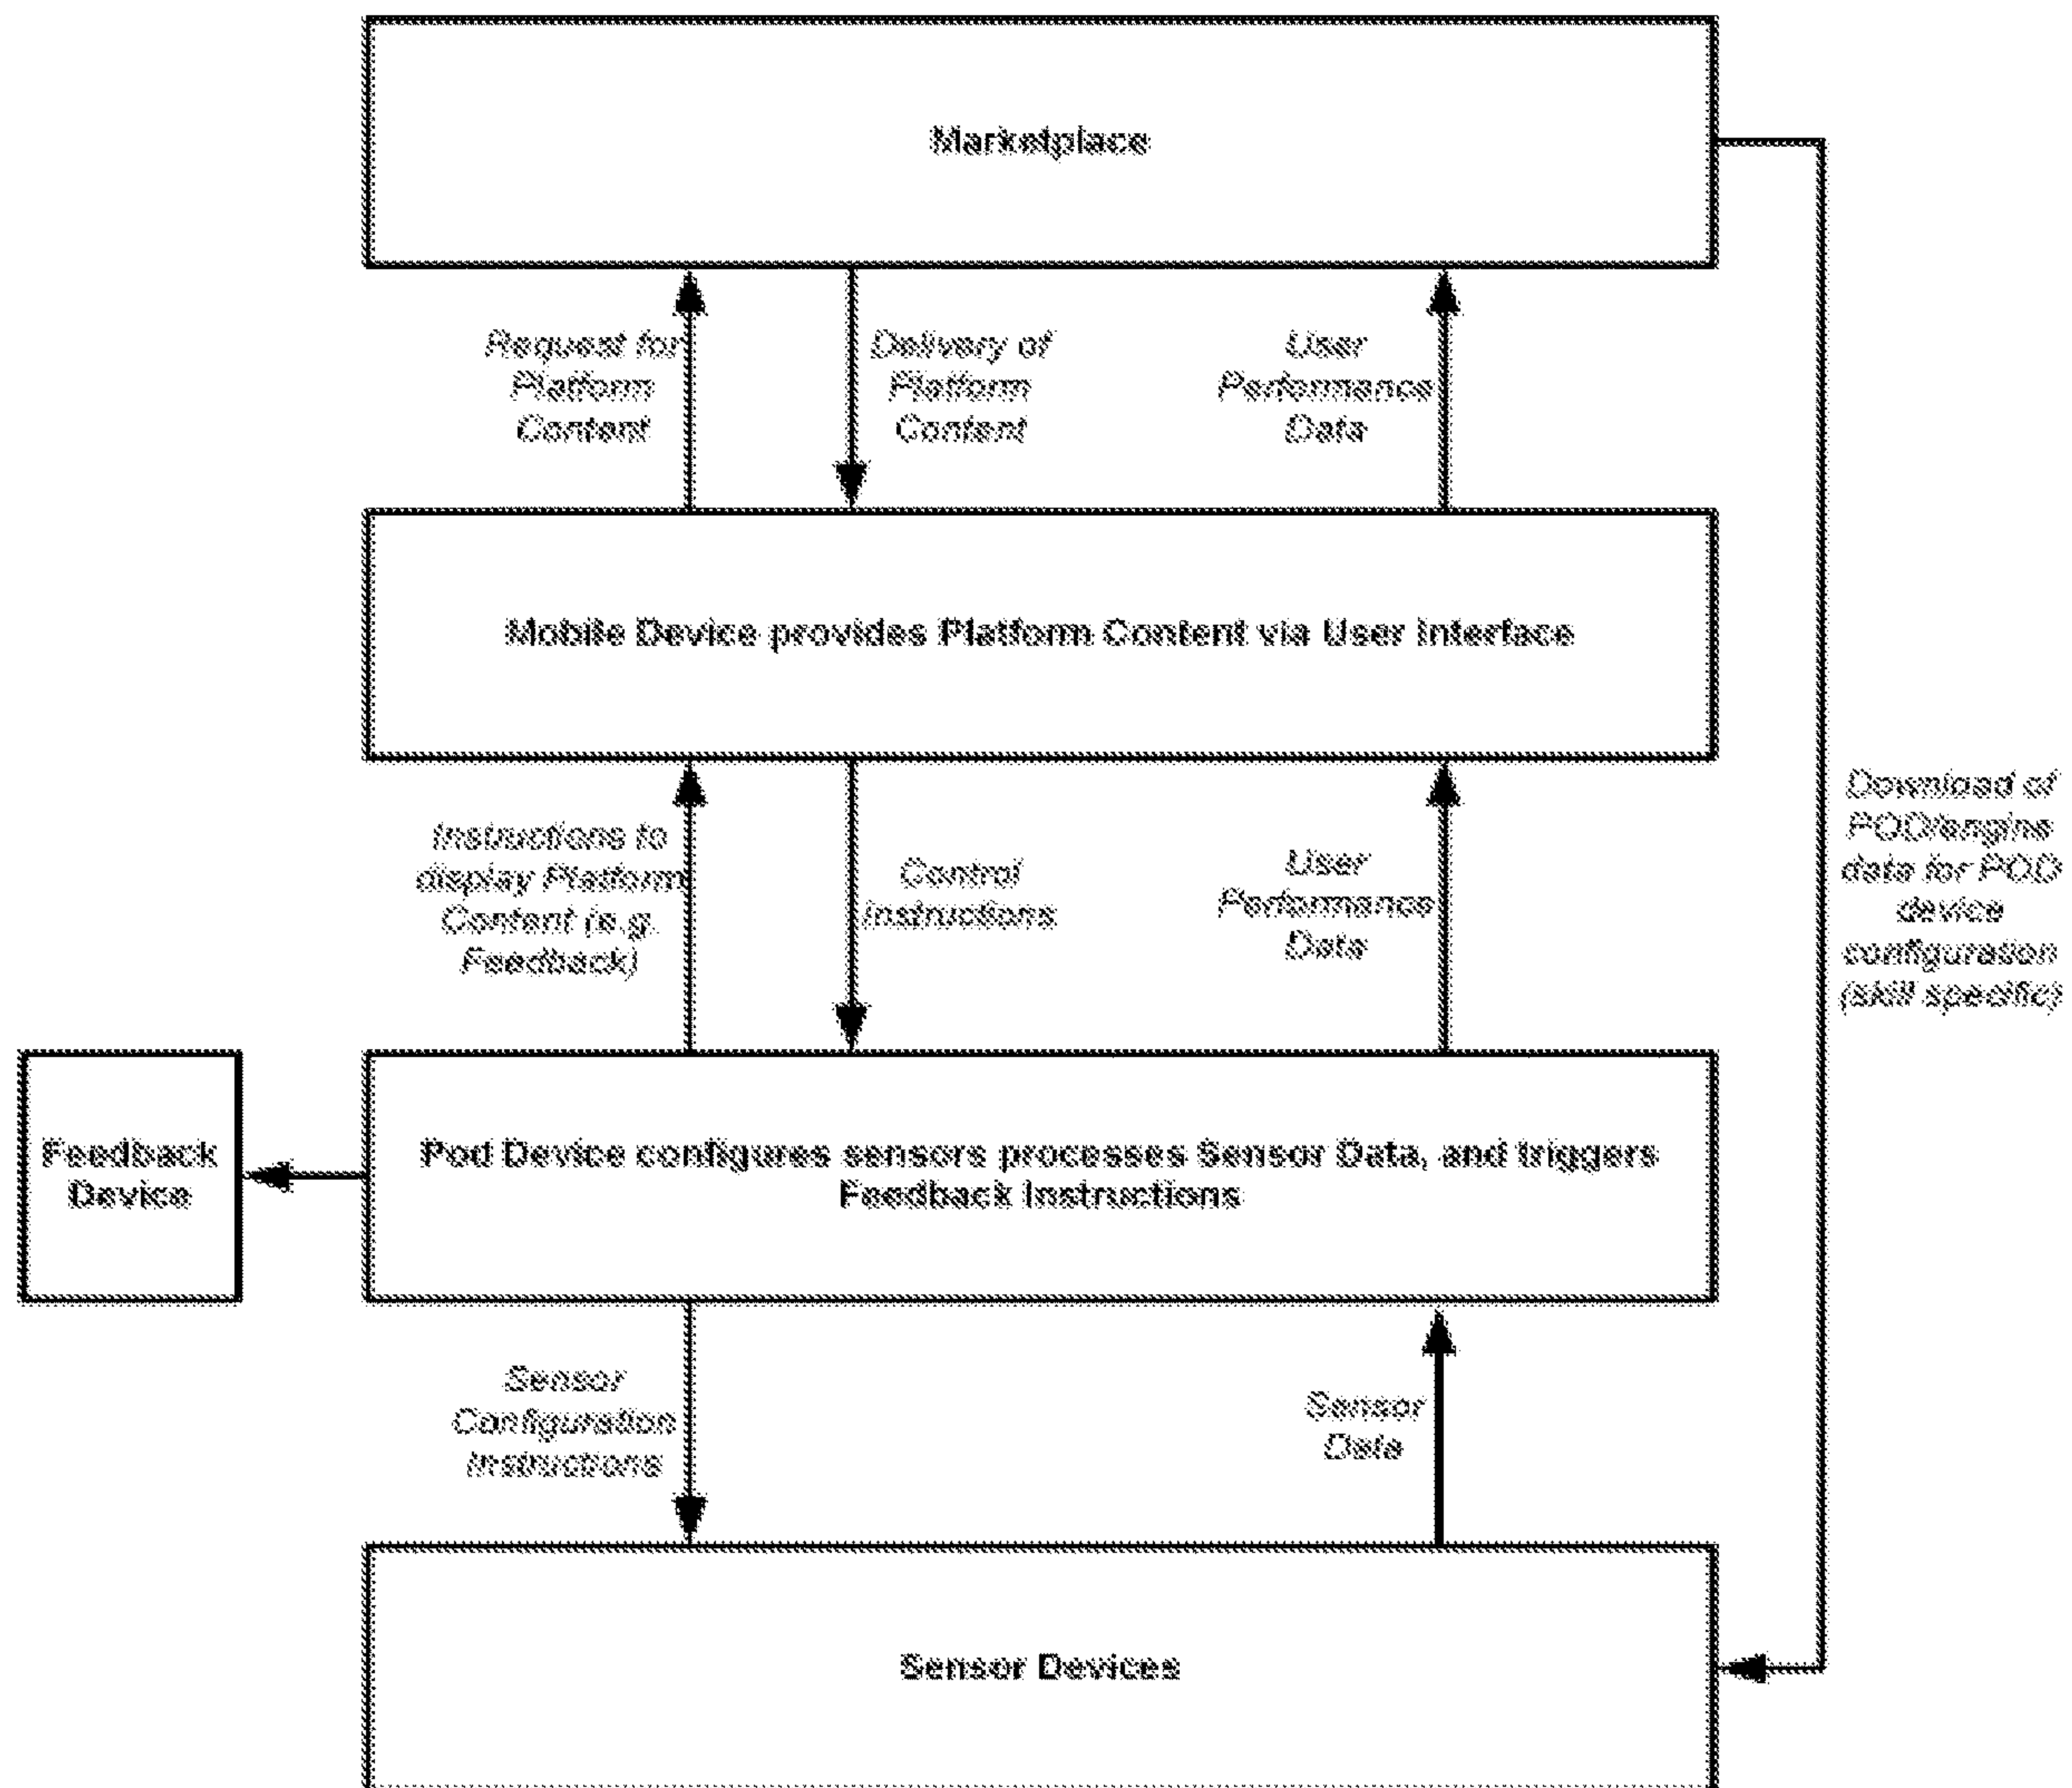 Marketplace
Request for
Platform
Content
Delivery of
Platform
Content
User
Performance
Data
Mobile Device provides Platform Content via User Interface
Instructions to
display Platform
Content (e.g.
Feedback)
Control
instructions
User
Performance
Data
Download of
POD/engine
data for POD
device
configuration
(skill specific)
Feedback
Device
Pod Device configures sensors processes Sensor Data, and triggers
Feedback Instructions
Sensor
Configuration
Instructions
Sensor
Data
Sensor Devices